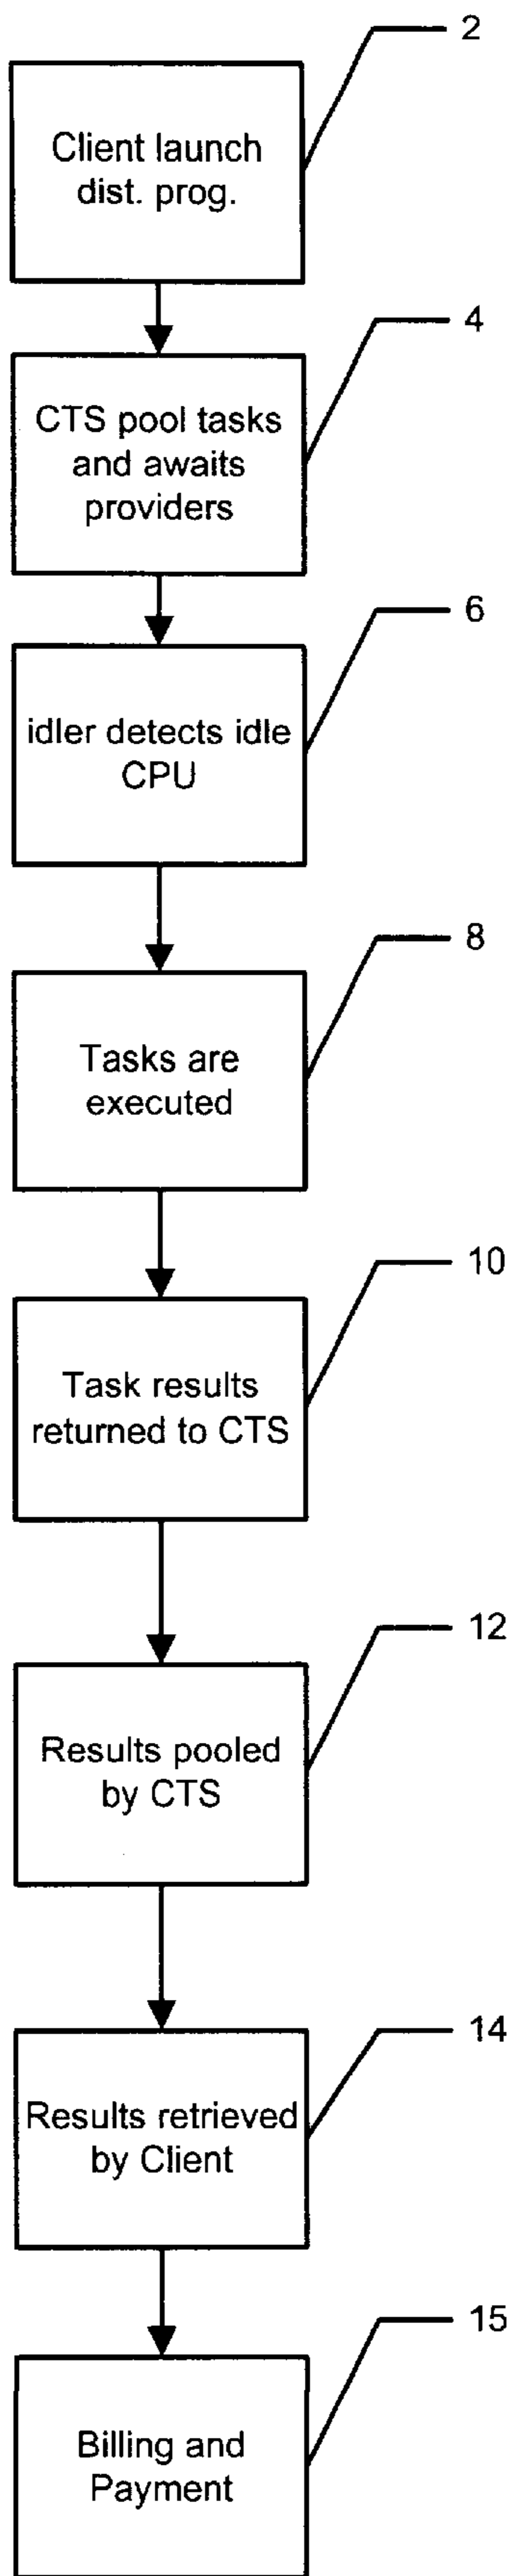 2
Client launch
dist. prog.
4
CTS pool tasks
and awaits
providers
6
idler detects idle
CPU
8
Tasks are
executed
10
Task results
returned to CTS
12
Results pooled
by CTS
14
Results retrieved
by Client
15
Billing and
Payment